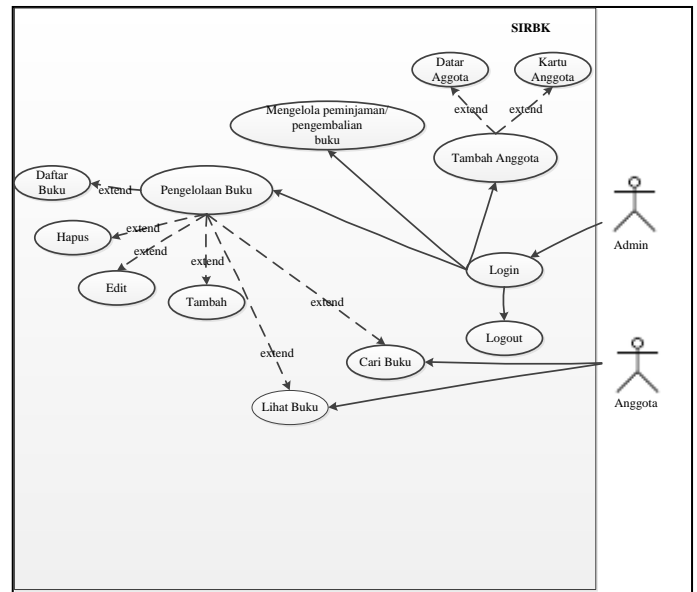 SIRBK
Datar
Aggota
Kartu
Anggota
extend
extend
Mengelola peminjaman/
pengembalian
buku
Tambah Anggota
Daftar
Buku
extend
Pengelolaan Buku
Hapus
extend
extend
Edit
extend
Tambah
extend
extend
Cari Buku
Lihat Buku
Login
Logout
Admin
Anggota